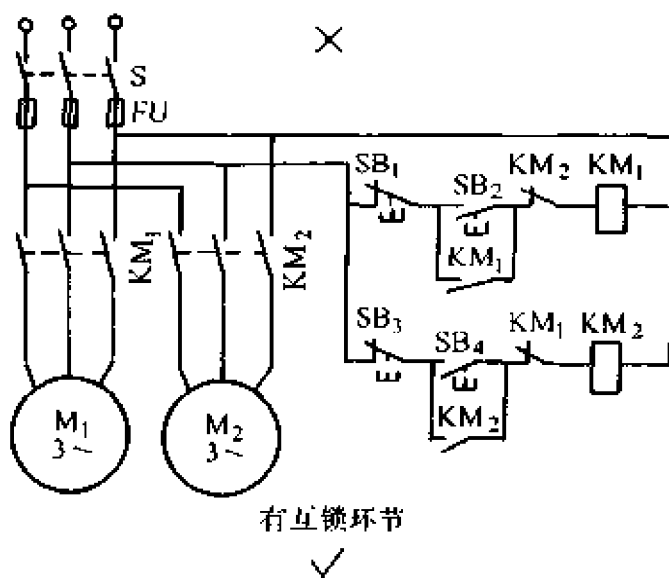 S
FU
SB₁
SB₂
KM₂
KM₁
KM₁
KM₁
KM₂
SB₃
SB₄
KM₁
KM₂
KM₂
M₁
3~
M₂
3~
有互锁环节